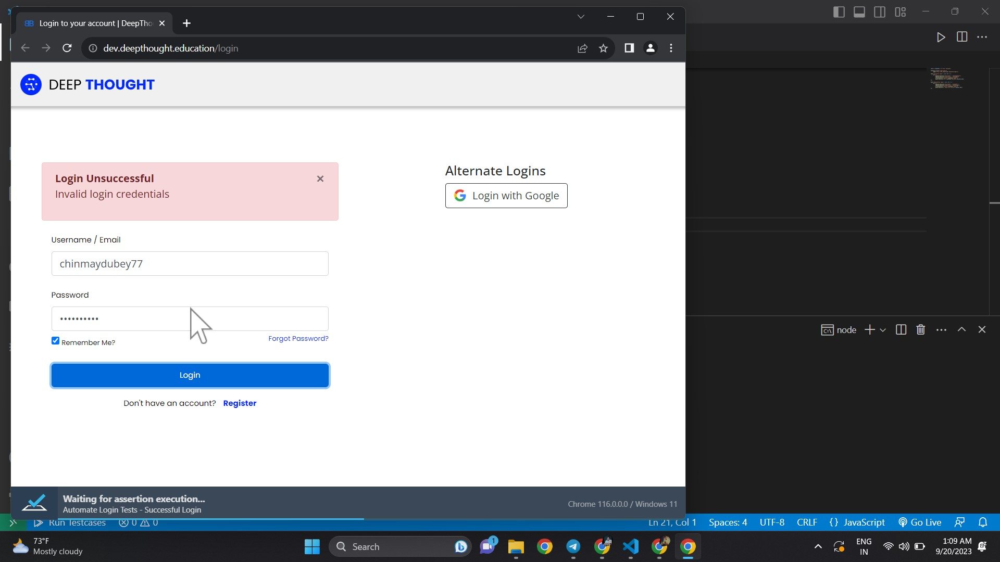 Login to your account | DeepTho
dev.deepthought.education/login
DEEP THOUGHT
Login Unsuccessful
Invalid login credentials
Alternate Logins
Login with Google
Username / Email
chinmaydubey77
Password
Remember Me?
Forgot Password?
Login
Don't have an account? Register
node
Waiting for assertion execution...
Automate Login Tests - Successful Login
Chrome 116.0.0.0 / Windows 11
Run Testcases 0 0
Ln 21, Col 1 Spaces: 4 UTF-8 CRLF {} JavaScript Go Live
73°F
Mostly cloudy
Search
1
ENG
IN
1:09 AM
9/20/2023